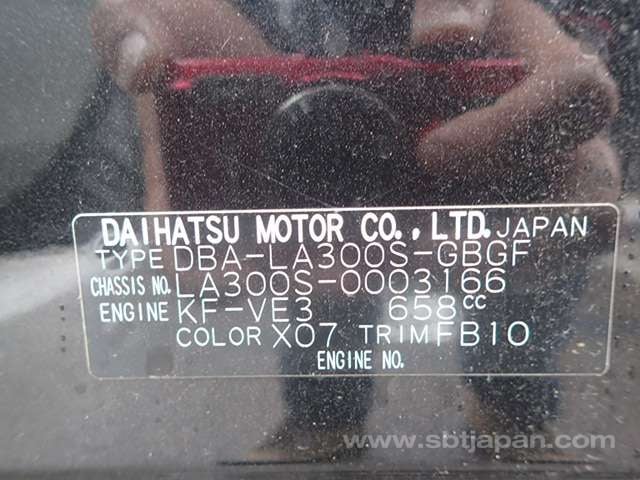 DAIHATSU MOTOR CO., LTD. JAPAN
TYPE DBA-LA300S-GBGF
CHASSIS NO. LA300S-0003166
ENGINE KF-VE3 658CC
COLOR X07 TRIM FB10
ENGINE NO.
www.sbtjapan.com